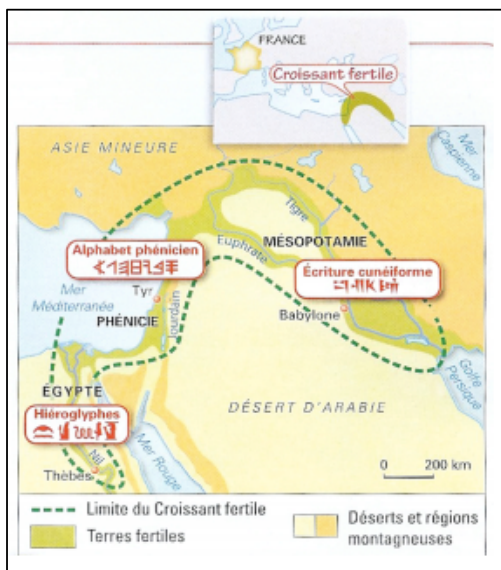 FRANCE
Croissant fertile
ASIE MINEURE
Mer
Caspienne
Tigre
Euphrate
MÉSOPOTAMIE
Alphabet phénicien
Écriture cunéiforme
Mer
Méditerranée
Tyr
PHÉNICIE
Jourdain
Babylone
Golfe
Persique
ÉGYPTE
Hiéroglyphes
DÉSERT D'ARABIE
Nil
Mer Rouge
Thèbes
0 200 km
Limite du Croissant fertile
Terres fertiles
Déserts et régions
montagneuses